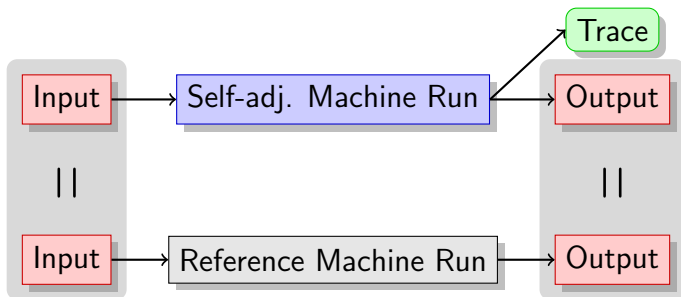 Trace
Input
Self-adj. Machine Run
Output
=
=
Input
Reference Machine Run
Output